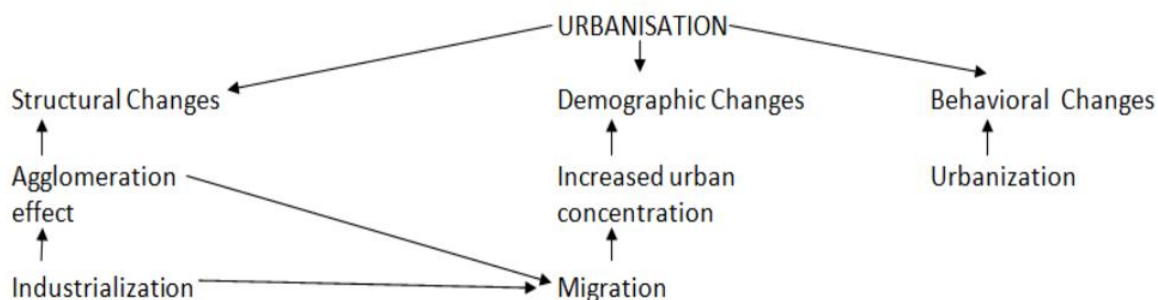 URBANISATION
Structural Changes
Demographic Changes
Behavioral Changes
Agglomeration
effect
Increased urban
concentration
Urbanization
Industrialization
Migration